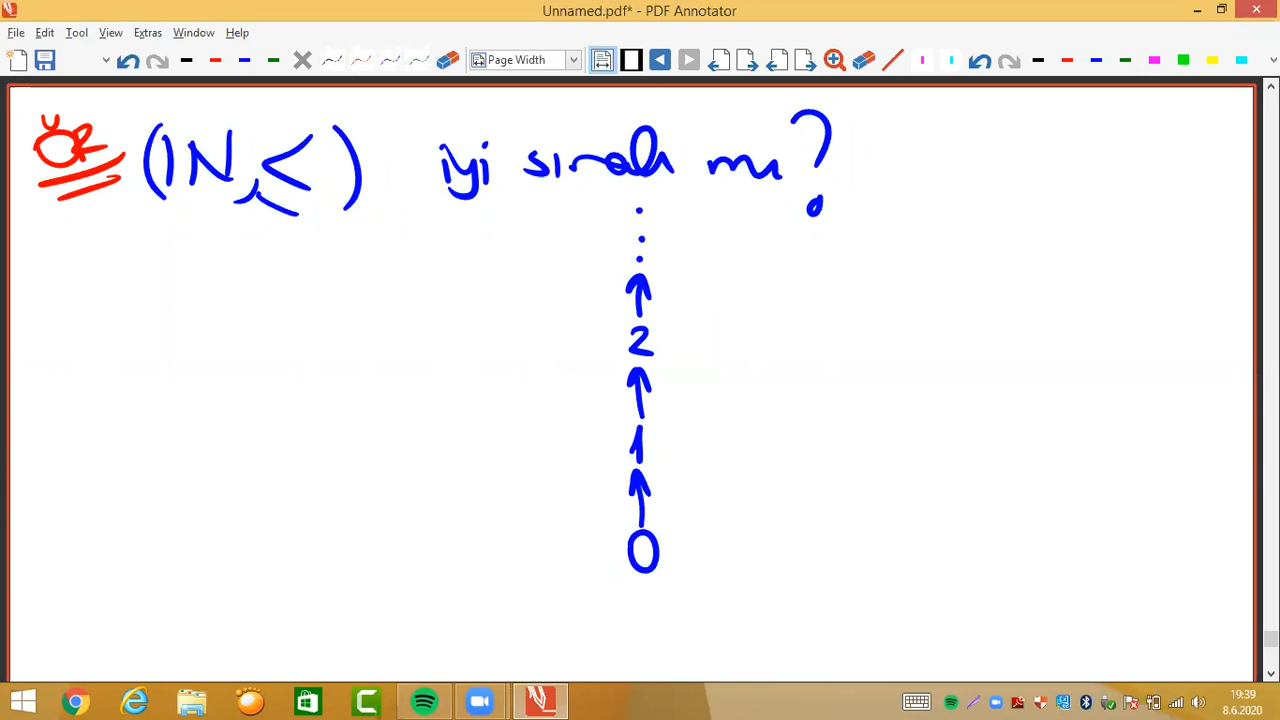 Unnamed.pdf* - PDF Annotator
File Edit Tool View Extras Window Help
Page Width
ÖR (IN, ≤) iyi sıralı mı?
2
1
0
19:39
8.6.2020